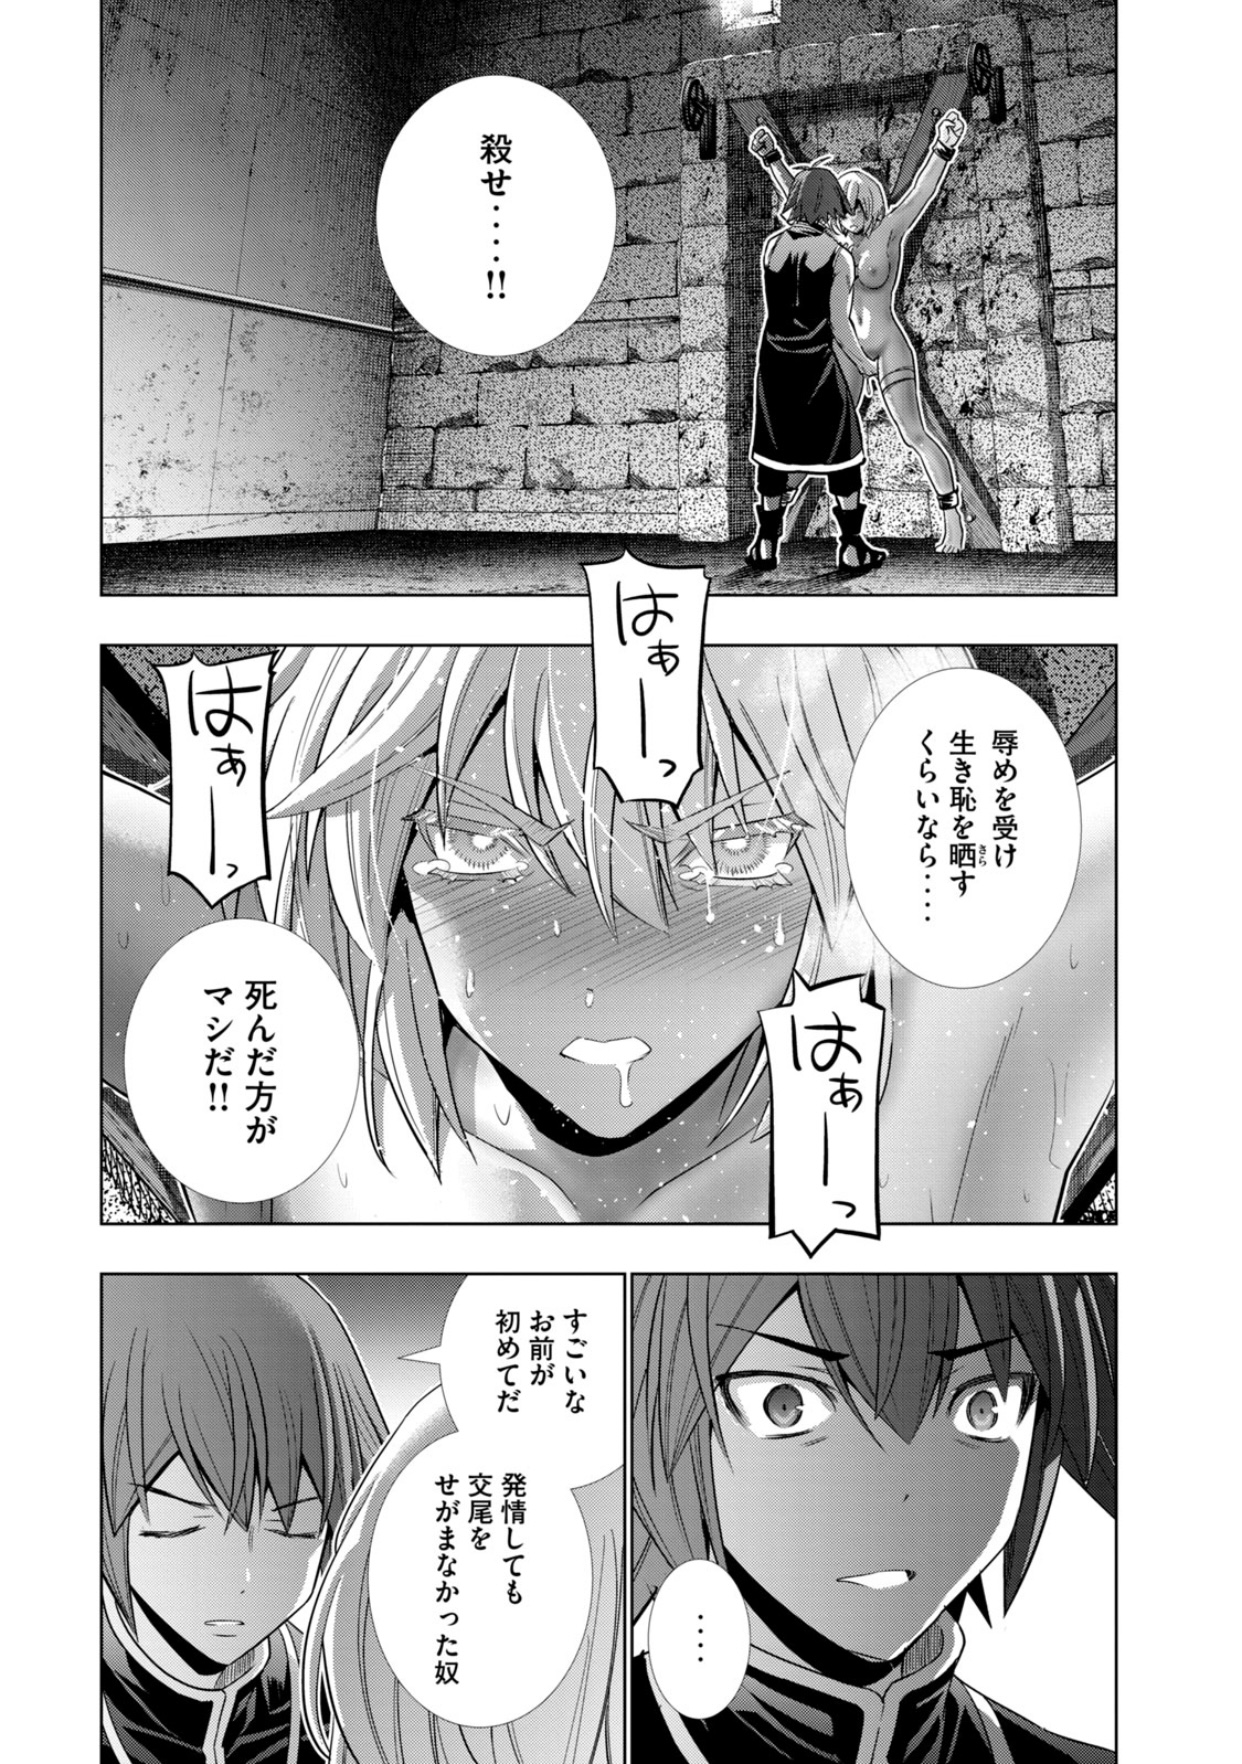 殺せ‥‥!!
はぁーっ
辱めを受け
生き恥を晒す
さら
くらいなら‥‥
はぁーっ
死んだ方が
マシだ!!
はぁーっ
‥‥
すごいな
お前が
初めてだ
発情しても
交尾を
せがまなかった奴